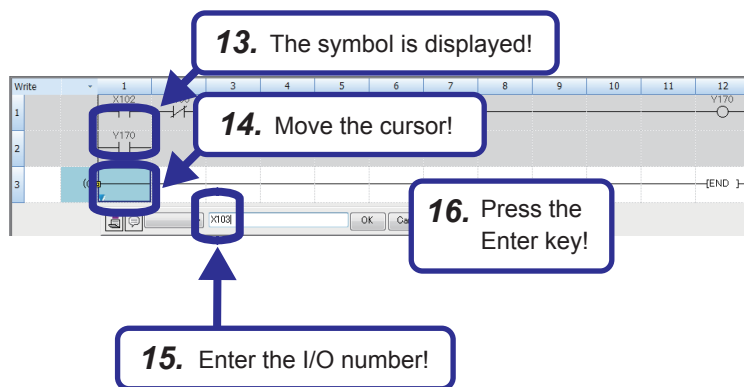 13. The symbol is displayed!
Write 1 3 4 5 6 7 8 9 10 11 12
X102 Y170
1
14. Move the cursor!
Y170
2
3 (0 [END ]
X103 OK Ca
16. Press the
Enter key!
15. Enter the I/O number!